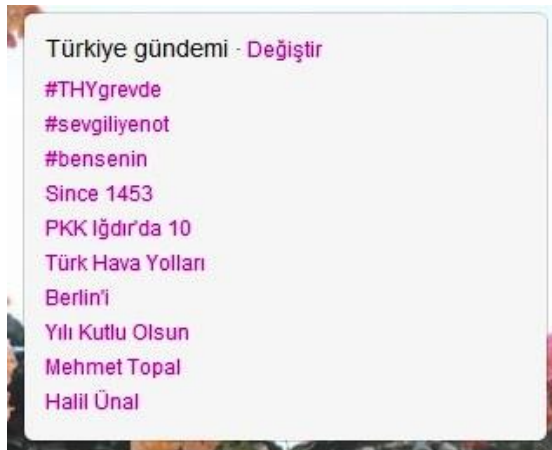 Türkiye gündemi · Değiştir
#THYgrevde
#sevgiliyenot
#bensenin
Since 1453
PKK Iğdır'da 10
Türk Hava Yolları
Berlin'i
Yılı Kutlu Olsun
Mehmet Topal
Halil Ünal